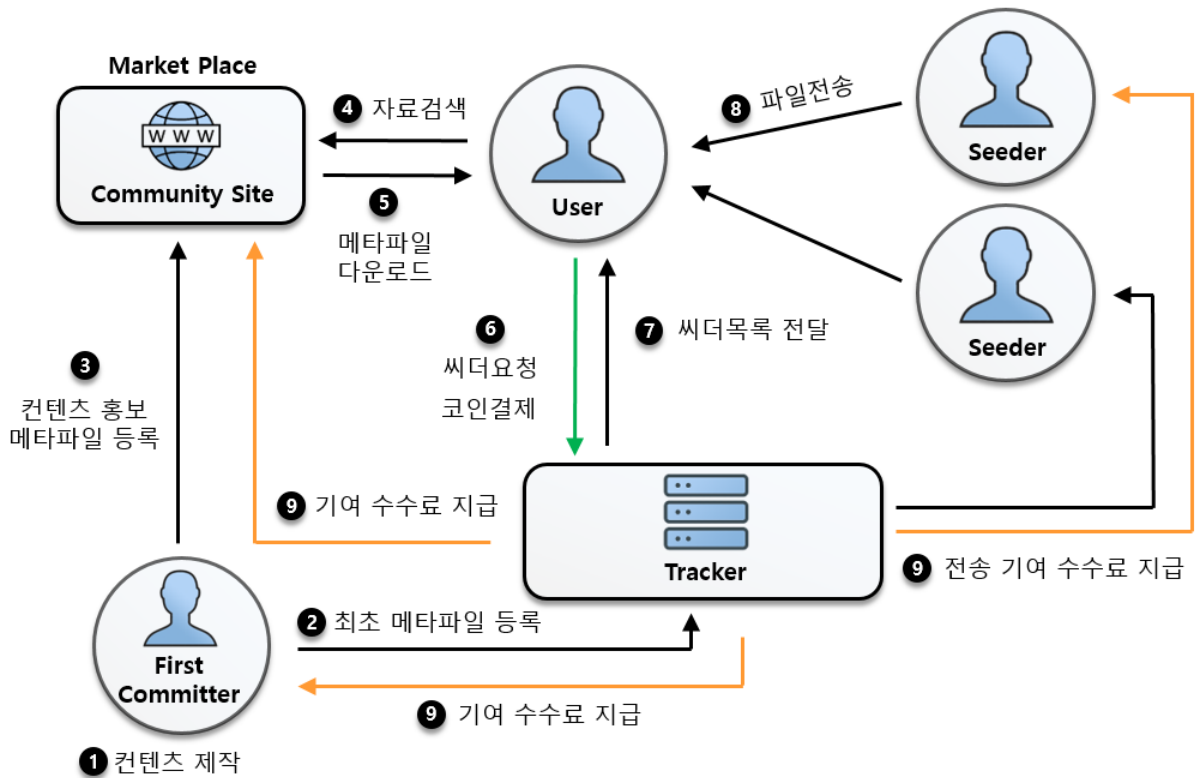 Market Place
WWW
Community Site
4 자료검색
5
메타파일
다운로드
User
8 파일전송
Seeder
Seeder
3
컨텐츠 홍보
메타파일 등록
6
씨더요청
코인결제
7 씨더목록 전달
9 기여 수수료 지급
Tracker
9 전송 기여 수수료 지급
2 최초 메타파일 등록
First
Committer
9 기여 수수료 지급
1 컨텐츠 제작